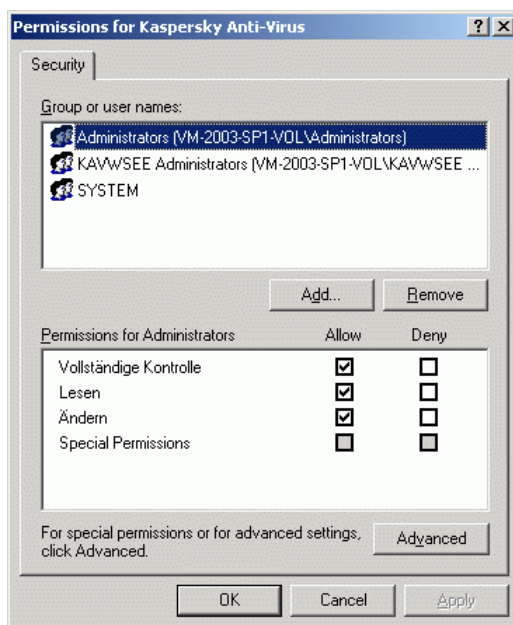 Permissions for Kaspersky Anti-Virus
Security
Group or user names:
Administrators (VM-2003-SP1-VOL\Administrators)
KAVWSEE Administrators (VM-2003-SP1-VOL\KAVWSEE ...
SYSTEM
Add... Remove
Permissions for Administrators Allow Deny
Vollständige Kontrolle
Lesen
Ändern
Special Permissions
For special permissions or for advanced settings,
click Advanced.
Advanced
OK Cancel Apply